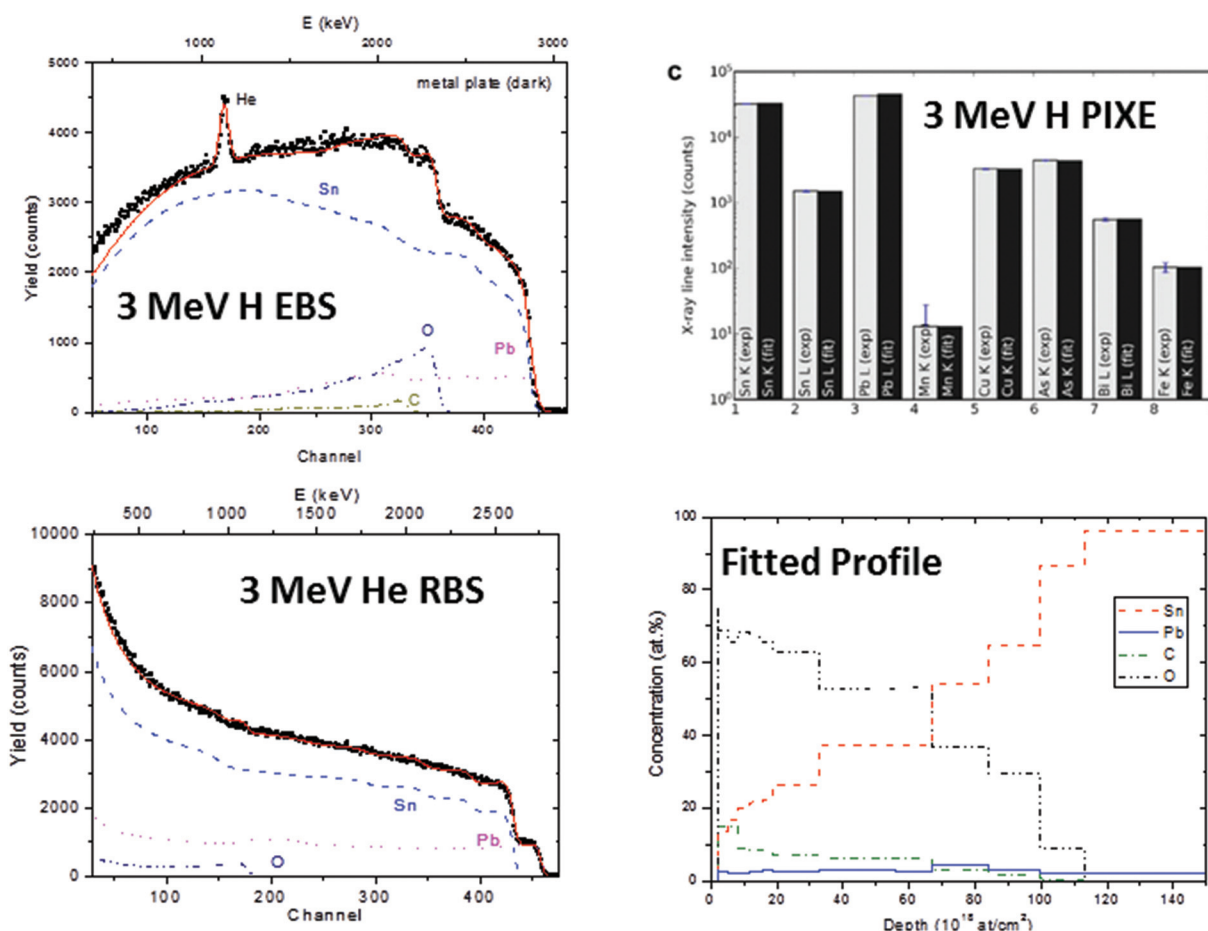 E (keV)
1000 2000 3000
metal plate (dark)
He
Sn
3 MeV H EBS
O
Pb
C
Yield (counts)
5000
4000
3000
2000
1000
0
100 200 300 400
Channel
c
3 MeV H PIXE
X-ray line intensity (counts)
10⁵
10⁴
10³
10²
10¹
10⁰
Sn K (exp)
Sn K (fit)
Sn L (exp)
Sn L (fit)
Pb L (exp)
Pb L (fit)
Mn K (exp)
Mn K (fit)
Cu K (exp)
Cu K (fit)
As K (exp)
As K (fit)
Bi L (exp)
Bi L (fit)
Fe K (exp)
Fe K (fit)
1 2 3 4 5 6 7 8
E (keV)
500 1000 1500 2000 2500
3 MeV He RBS
Sn
Pb
O
Yield (counts)
10000
8000
6000
4000
2000
0
100 200 300 400
Channel
Fitted Profile
Sn
Pb
C
O
Concentration (at.%)
100
80
60
40
20
0
0 20 40 60 80 100 120 140
Depth (10¹⁸ at/cm²)